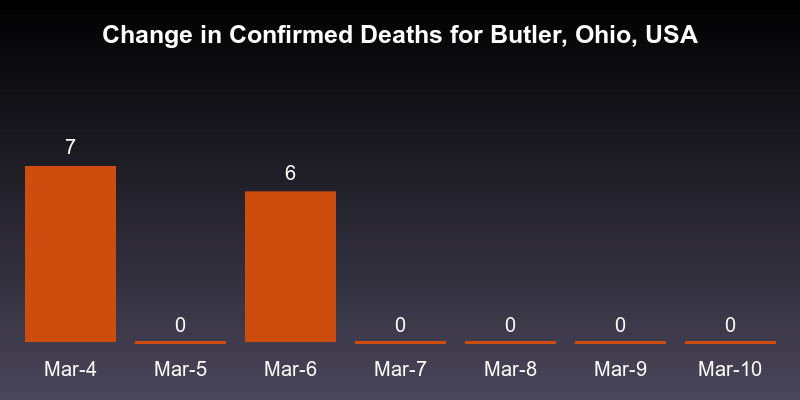 Change in Confirmed Deaths for Butler, Ohio, USA
7
6
0
0
0
0
0
Mar-4
Mar-5
Mar-6
Mar-7
Mar-8
Mar-9
Mar-10